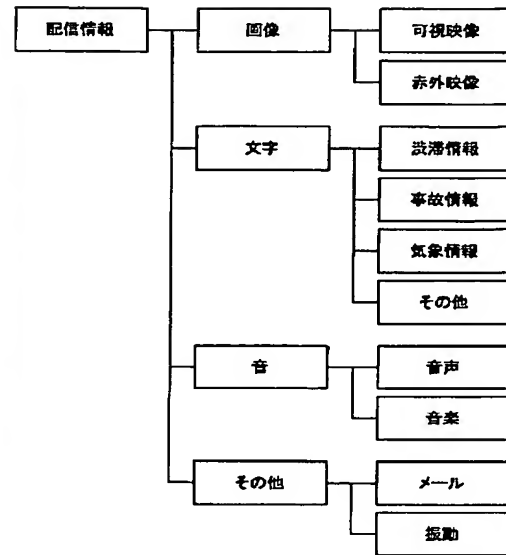 配信情報
画像
可視映像
赤外映像
文字
渋滞情報
事故情報
気象情報
その他
音
音声
音楽
その他
メール
振動